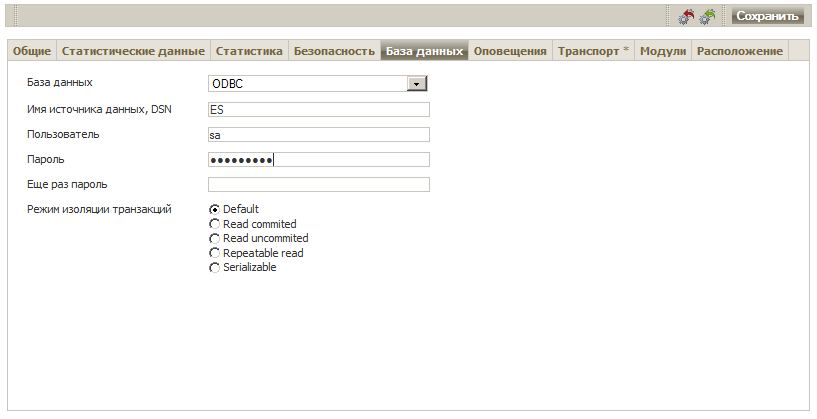 Сохранить
Общие Статистические данные Статистика Безопасность База данных Оповещения Транспорт * Модули Расположение
База данных ODBC
Имя источника данных, DSN ES
Пользователь sa
Пароль ●●●●●●●●●
Еще раз пароль
Режим изоляции транзакций Default
Read commited
Read uncommited
Repeatable read
Serializable